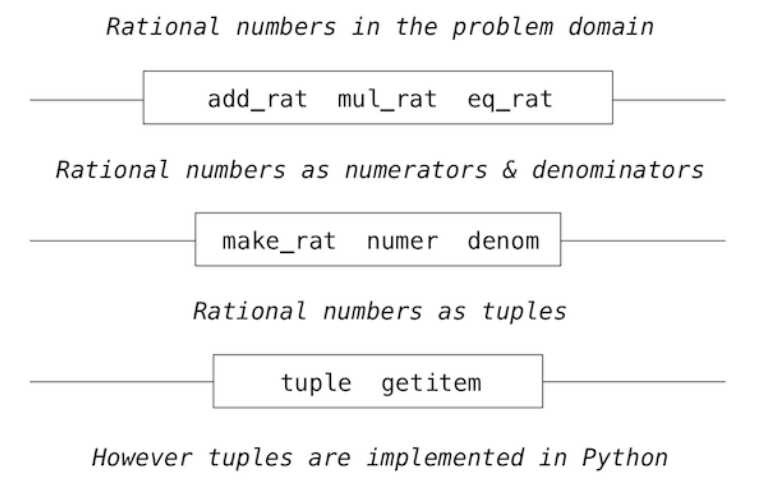 Rational numbers in the problem domain
add_rat mul_rat eq_rat
Rational numbers as numerators & denominators
make_rat numer denom
Rational numbers as tuples
tuple getitem
However tuples are implemented in Python